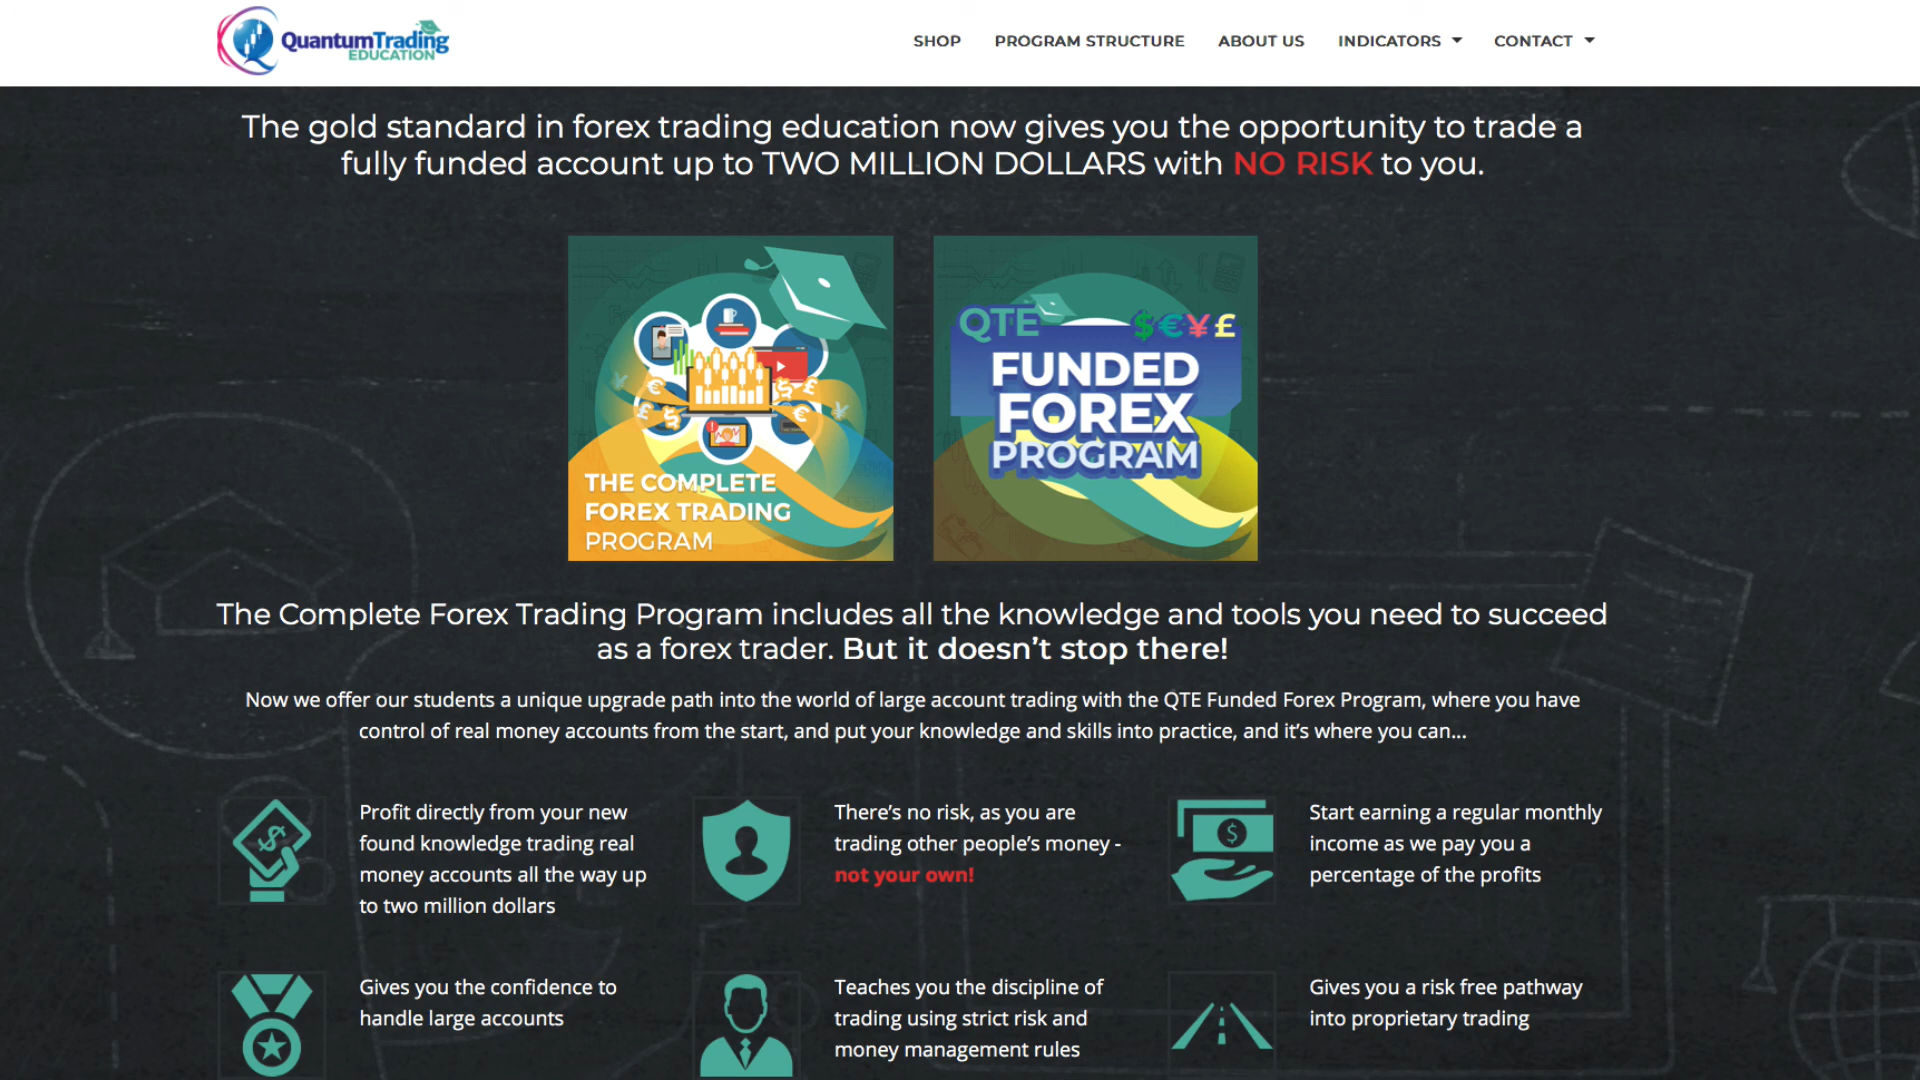 QuantumTrading
EDUCATION
SHOP
PROGRAM STRUCTURE
ABOUT US
INDICATORS
CONTACT
The gold standard in forex trading education now gives you the opportunity to trade a
fully funded account up to TWO MILLION DOLLARS with NO RISK to you.
THE COMPLETE
FOREX TRADING
PROGRAM
QTE $€¥£
FUNDED
FOREX
PROGRAM
The Complete Forex Trading Program includes all the knowledge and tools you need to succeed
as a forex trader. But it doesn’t stop there!
Now we offer our students a unique upgrade path into the world of large account trading with the QTE Funded Forex Program, where you have
control of real money accounts from the start, and put your knowledge and skills into practice, and it’s where you can...
Profit directly from your new
found knowledge trading real
money accounts all the way up
to two million dollars
There’s no risk, as you are
trading other people’s money -
not your own!
Start earning a regular monthly
income as we pay you a
percentage of the profits
Gives you the confidence to
handle large accounts
Teaches you the discipline of
trading using strict risk and
money management rules
Gives you a risk free pathway
into proprietary trading